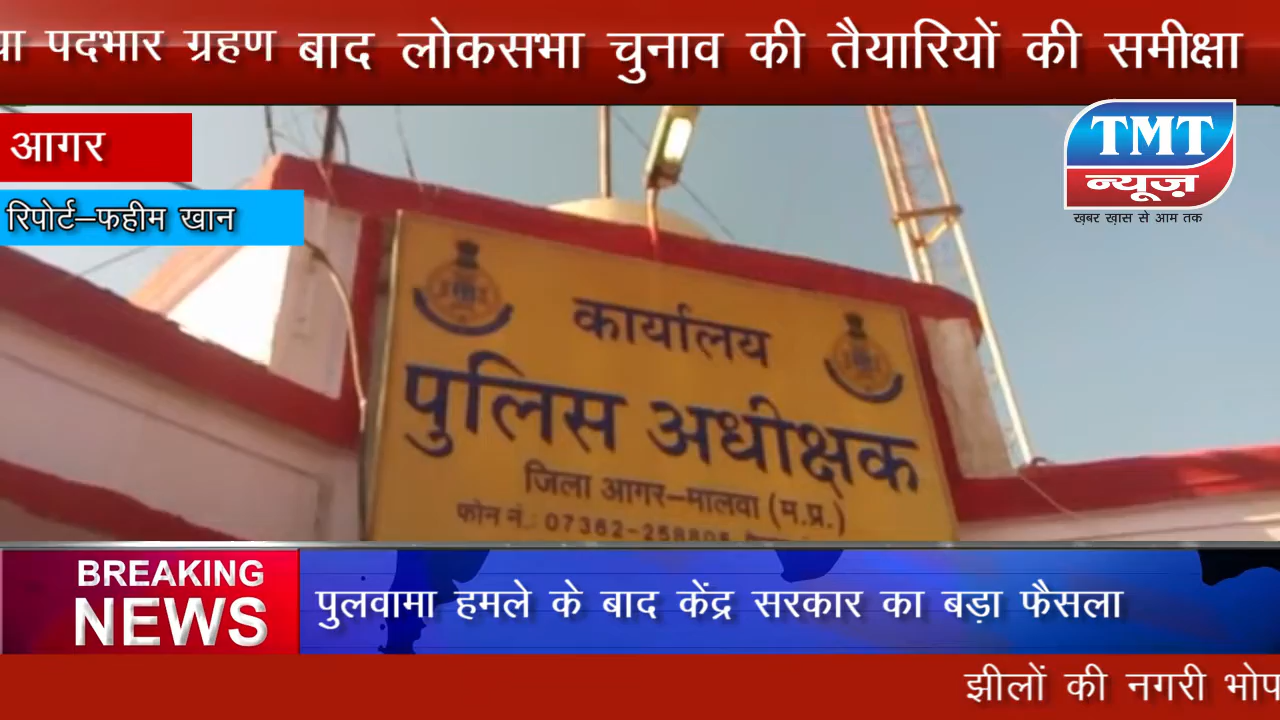 पदभार ग्रहण बाद लोकसभा चुनाव की तैयारियों की समीक्षा
आगर
TMT
न्यूज़
ख़बर ख़ास से आम तक
रिपोर्ट–फहीम खान
कार्यालय
पुलिस अधीक्षक
जिला आगर–मालवा (म.प्र.)
फोन नं.
BREAKING
NEWS
पुलवामा हमले के बाद केंद्र सरकार का बड़ा फैसला
झीलों की नगरी